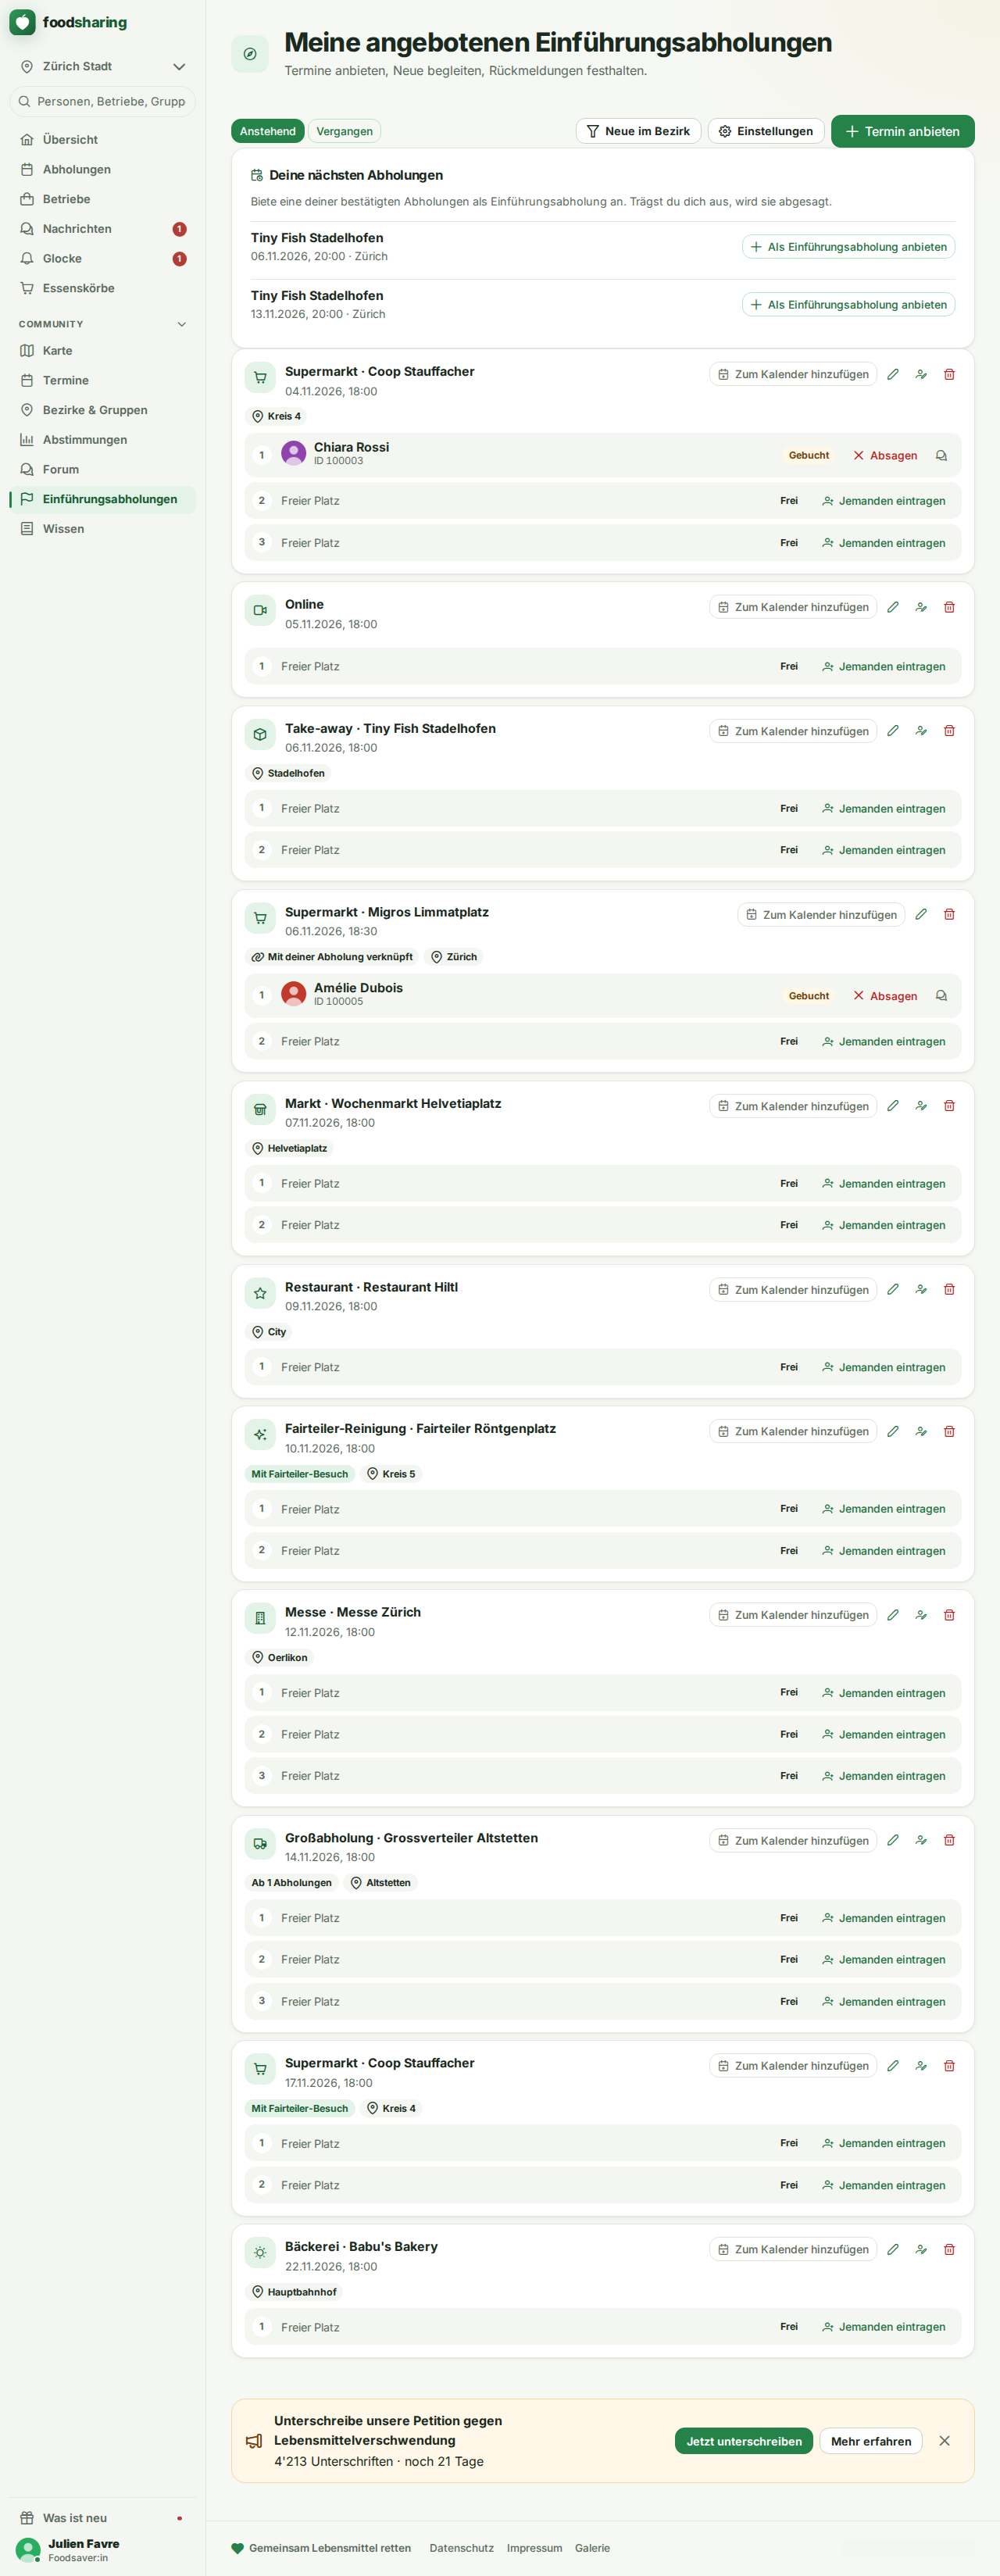 foodsharing
Zürich Stadt
Personen, Betriebe, Grupp
Übersicht
Abholungen
Betriebe
Nachrichten 1
Glocke 1
Essenskörbe
COMMUNITY
Karte
Termine
Bezirke & Gruppen
Abstimmungen
Forum
Einführungsabholungen
Wissen
Was ist neu
Julien Favre
Foodsaver:in
Meine angebotenen Einführungsabholungen
Termine anbieten, Neue begleiten, Rückmeldungen festhalten.
Anstehend Vergangen Neue im Bezirk Einstellungen Termin anbieten
Deine nächsten Abholungen
Biete eine deiner bestätigten Abholungen als Einführungsabholung an. Trägst du dich aus, wird sie abgesagt.
Tiny Fish Stadelhofen
06.11.2026, 20:00 · Zürich
Als Einführungsabholung anbieten
Tiny Fish Stadelhofen
13.11.2026, 20:00 · Zürich
Als Einführungsabholung anbieten
Supermarkt · Coop Stauffacher
04.11.2026, 18:00
Zum Kalender hinzufügen
Kreis 4
1 Chiara Rossi
ID 100003
Gebucht Absagen
2 Freier Platz Frei Jemanden eintragen
3 Freier Platz Frei Jemanden eintragen
Online
05.11.2026, 18:00
Zum Kalender hinzufügen
1 Freier Platz Frei Jemanden eintragen
Take-away · Tiny Fish Stadelhofen
06.11.2026, 18:00
Zum Kalender hinzufügen
Stadelhofen
1 Freier Platz Frei Jemanden eintragen
2 Freier Platz Frei Jemanden eintragen
Supermarkt · Migros Limmatplatz
06.11.2026, 18:30
Zum Kalender hinzufügen
Mit deiner Abholung verknüpft Zürich
1 Amélie Dubois
ID 100005
Gebucht Absagen
2 Freier Platz Frei Jemanden eintragen
Markt · Wochenmarkt Helvetiaplatz
07.11.2026, 18:00
Zum Kalender hinzufügen
Helvetiaplatz
1 Freier Platz Frei Jemanden eintragen
2 Freier Platz Frei Jemanden eintragen
Restaurant · Restaurant Hiltl
09.11.2026, 18:00
Zum Kalender hinzufügen
City
1 Freier Platz Frei Jemanden eintragen
Fairteiler-Reinigung · Fairteiler Röntgenplatz
10.11.2026, 18:00
Zum Kalender hinzufügen
Mit Fairteiler-Besuch Kreis 5
1 Freier Platz Frei Jemanden eintragen
2 Freier Platz Frei Jemanden eintragen
Messe · Messe Zürich
12.11.2026, 18:00
Zum Kalender hinzufügen
Oerlikon
1 Freier Platz Frei Jemanden eintragen
2 Freier Platz Frei Jemanden eintragen
3 Freier Platz Frei Jemanden eintragen
Großabholung · Grossverteiler Altstetten
14.11.2026, 18:00
Zum Kalender hinzufügen
Ab 1 Abholungen Altstetten
1 Freier Platz Frei Jemanden eintragen
2 Freier Platz Frei Jemanden eintragen
3 Freier Platz Frei Jemanden eintragen
Supermarkt · Coop Stauffacher
17.11.2026, 18:00
Zum Kalender hinzufügen
Mit Fairteiler-Besuch Kreis 4
1 Freier Platz Frei Jemanden eintragen
2 Freier Platz Frei Jemanden eintragen
Bäckerei · Babu's Bakery
22.11.2026, 18:00
Zum Kalender hinzufügen
Hauptbahnhof
1 Freier Platz Frei Jemanden eintragen
Unterschreibe unsere Petition gegen
Lebensmittelverschwendung
4'213 Unterschriften · noch 21 Tage
Jetzt unterschreiben Mehr erfahren
Gemeinsam Lebensmittel retten Datenschutz Impressum Galerie